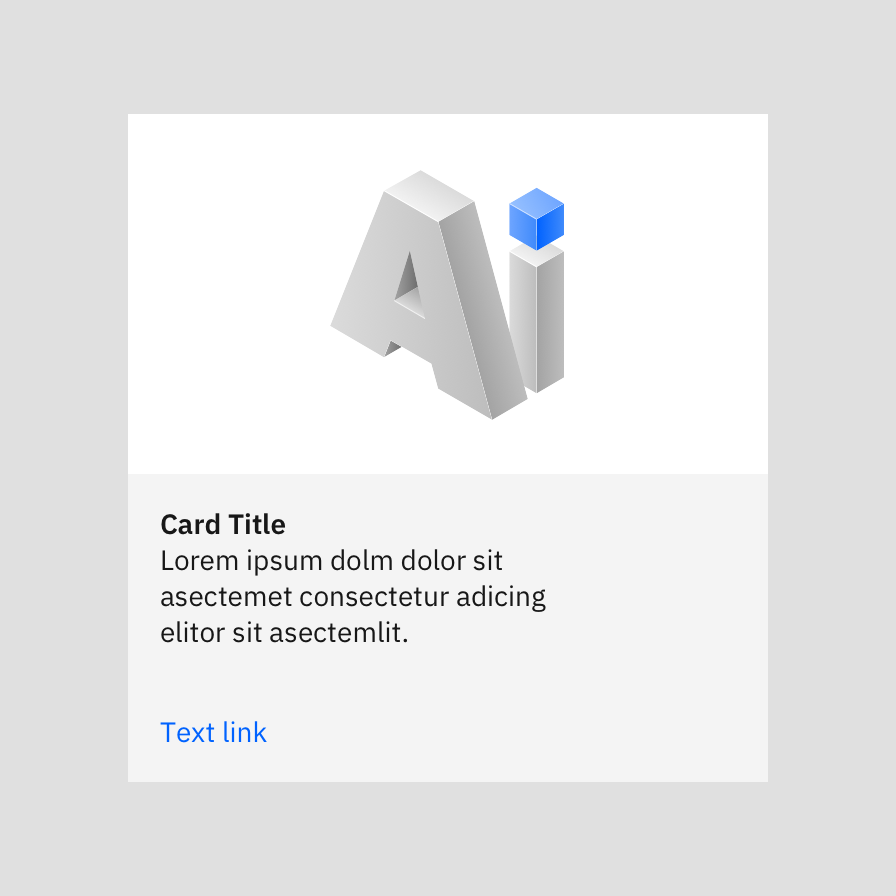 Ai
Card Title
Lorem ipsum dolm dolor sit
asectemet consectetur adicing
elitor sit asectemlit.
Text link